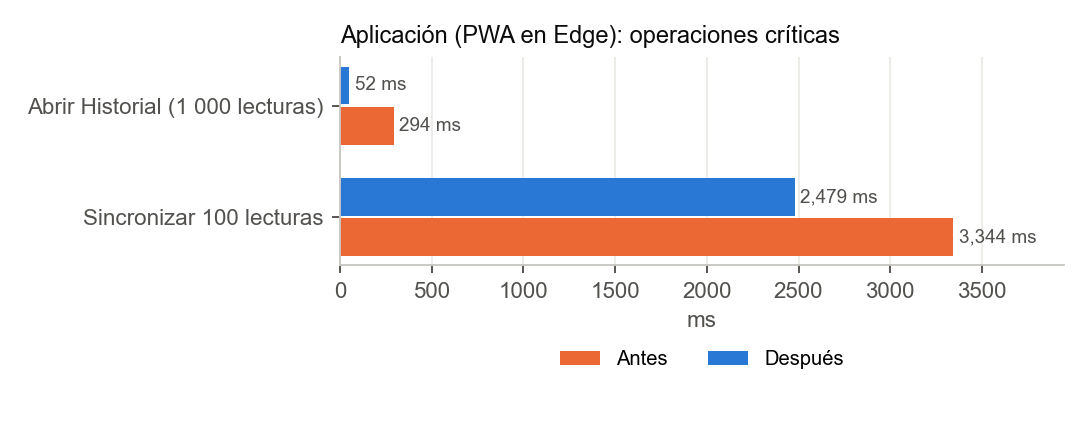 Aplicación (PWA en Edge): operaciones críticas
Abrir Historial (1 000 lecturas)
52 ms
294 ms
Sincronizar 100 lecturas
2,479 ms
3,344 ms
0 500 1000 1500 2000 2500 3000 3500
ms
Antes Después